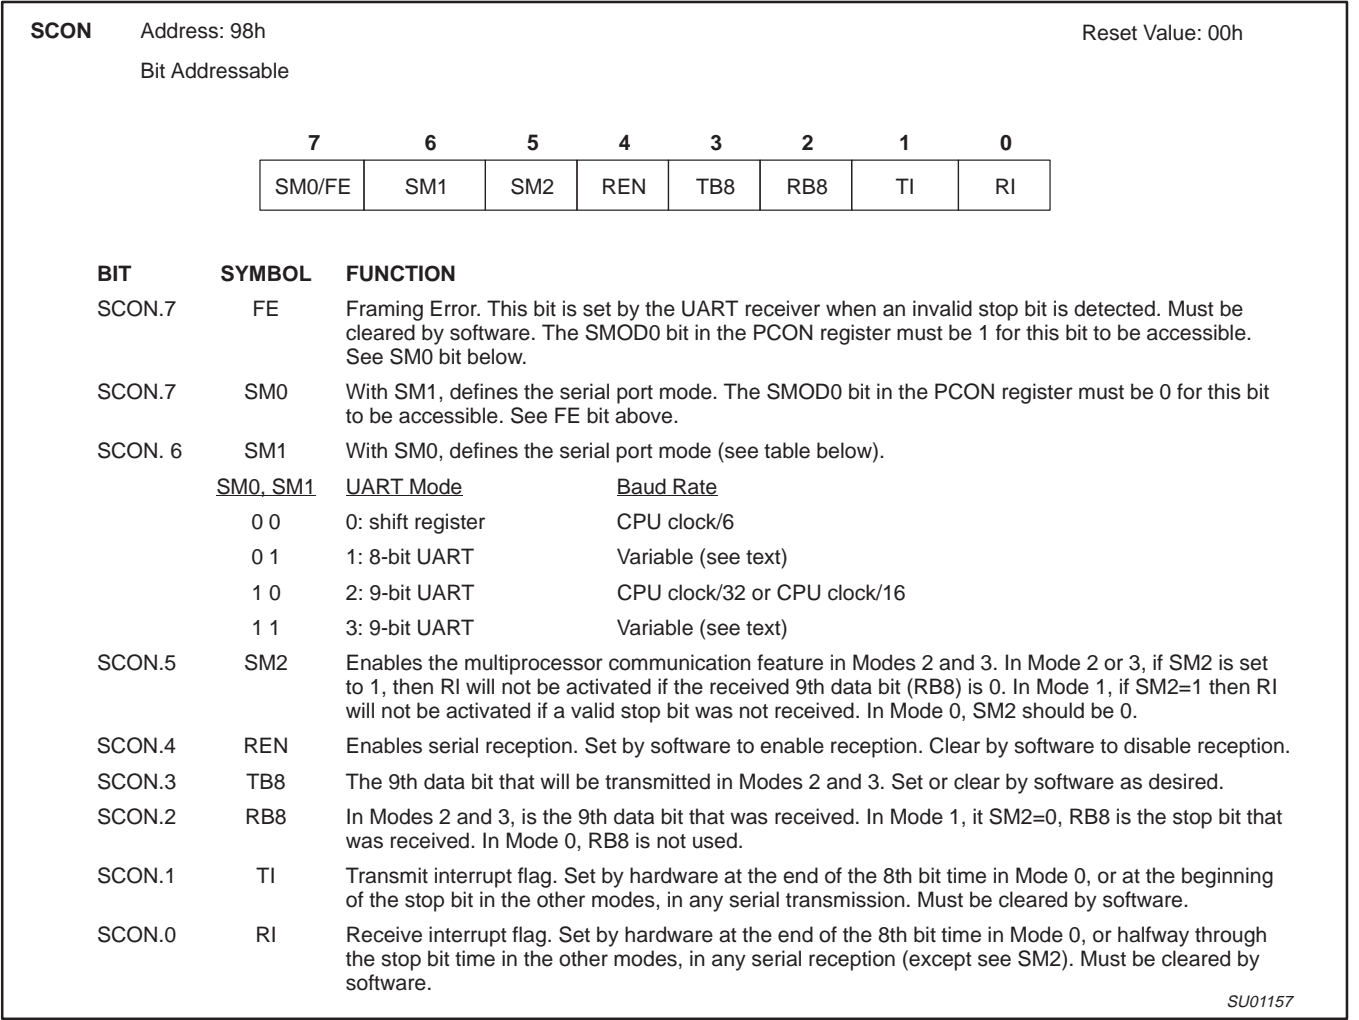 SCON Address: 98h Reset Value: 00h
Bit Addressable
7 6 5 4 3 2 1 0
SM0/FE SM1 SM2 REN TB8 RB8 TI RI
BIT SYMBOL FUNCTION
SCON.7 FE Framing Error. This bit is set by the UART receiver when an invalid stop bit is detected. Must be
cleared by software. The SMOD0 bit in the PCON register must be 1 for this bit to be accessible.
See SM0 bit below.
SCON.7 SM0 With SM1, defines the serial port mode. The SMOD0 bit in the PCON register must be 0 for this bit
to be accessible. See FE bit above.
SCON. 6 SM1 With SM0, defines the serial port mode (see table below).
SM0, SM1 UART Mode Baud Rate
0 0 0: shift register CPU clock/6
0 1 1: 8-bit UART Variable (see text)
1 0 2: 9-bit UART CPU clock/32 or CPU clock/16
1 1 3: 9-bit UART Variable (see text)
SCON.5 SM2 Enables the multiprocessor communication feature in Modes 2 and 3. In Mode 2 or 3, if SM2 is set
to 1, then RI will not be activated if the received 9th data bit (RB8) is 0. In Mode 1, if SM2=1 then RI
will not be activated if a valid stop bit was not received. In Mode 0, SM2 should be 0.
SCON.4 REN Enables serial reception. Set by software to enable reception. Clear by software to disable reception.
SCON.3 TB8 The 9th data bit that will be transmitted in Modes 2 and 3. Set or clear by software as desired.
SCON.2 RB8 In Modes 2 and 3, is the 9th data bit that was received. In Mode 1, it SM2=0, RB8 is the stop bit that
was received. In Mode 0, RB8 is not used.
SCON.1 TI Transmit interrupt flag. Set by hardware at the end of the 8th bit time in Mode 0, or at the beginning
of the stop bit in the other modes, in any serial transmission. Must be cleared by software.
SCON.0 RI Receive interrupt flag. Set by hardware at the end of the 8th bit time in Mode 0, or halfway through
the stop bit time in the other modes, in any serial reception (except see SM2). Must be cleared by
software.
SU01157